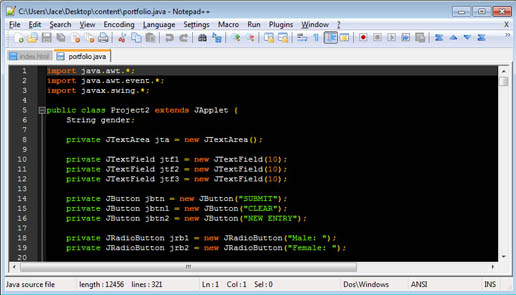 C:\Users\Jace\Desktop\content\portfolio.java - Notepad++
File Edit Search View Encoding Language Settings Macro Run Plugins Window ? X
index.html portfolio.java
1 import java.awt.*;
2 import java.awt.event.*;
3 import javax.swing.*;
4
5 public class Project2 extends JApplet {
6 String gender;
7
8 private JTextArea jta = new JTextArea();
9
10 private JTextField jtf1 = new JTextField(10);
11 private JTextField jtf2 = new JTextField(10);
12 private JTextField jtf3 = new JTextField(10);
13
14 private JButton jbtn = new JButton("SUBMIT");
15 private JButton jbtn1 = new JButton("CLEAR");
16 private JButton jbtn2 = new JButton("NEW ENTRY");
17
18 private JRadioButton jrb1 = new JRadioButton("Male: ");
19 private JRadioButton jrb2 = new JRadioButton("Female: ");
20
Java source file length : 12456 lines : 321 Ln : 1 Col : 1 Sel : 0 Dos\Windows ANSI INS